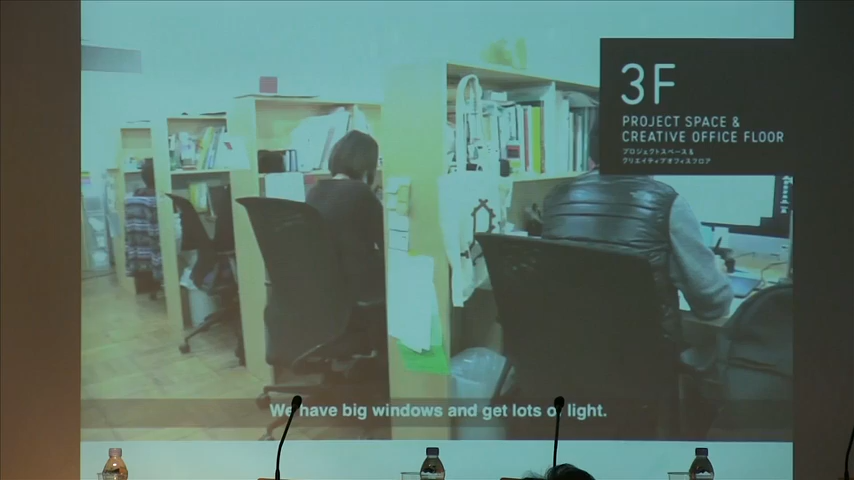 3F
PROJECT SPACE &
CREATIVE OFFICE FLOOR
プロジェクトスペース &
クリエイティブオフィスフロア
We have big windows and get lots of light.